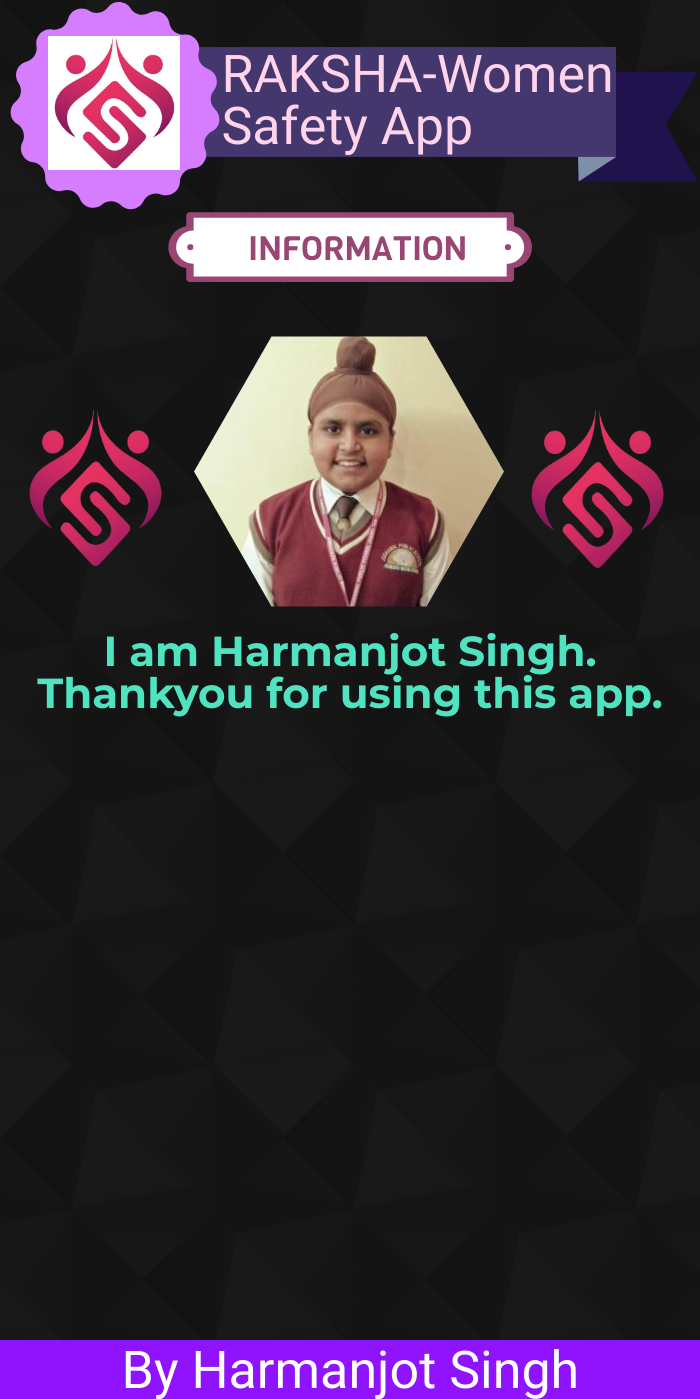 RAKSHA-Women
Safety App
INFORMATION
I am Harmanjot Singh.
Thankyou for using this app.
By Harmanjot Singh